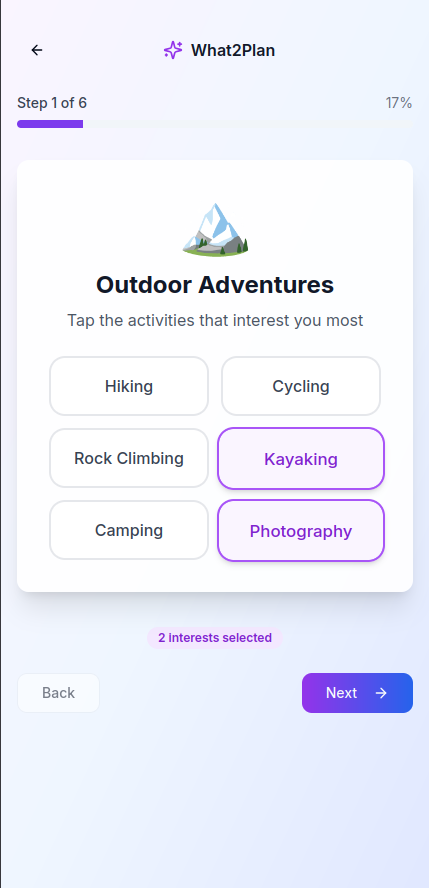 What2Plan
Step 1 of 6
17%
Outdoor Adventures
Tap the activities that interest you most
Hiking
Cycling
Rock Climbing
Kayaking
Camping
Photography
2 interests selected
Back
Next